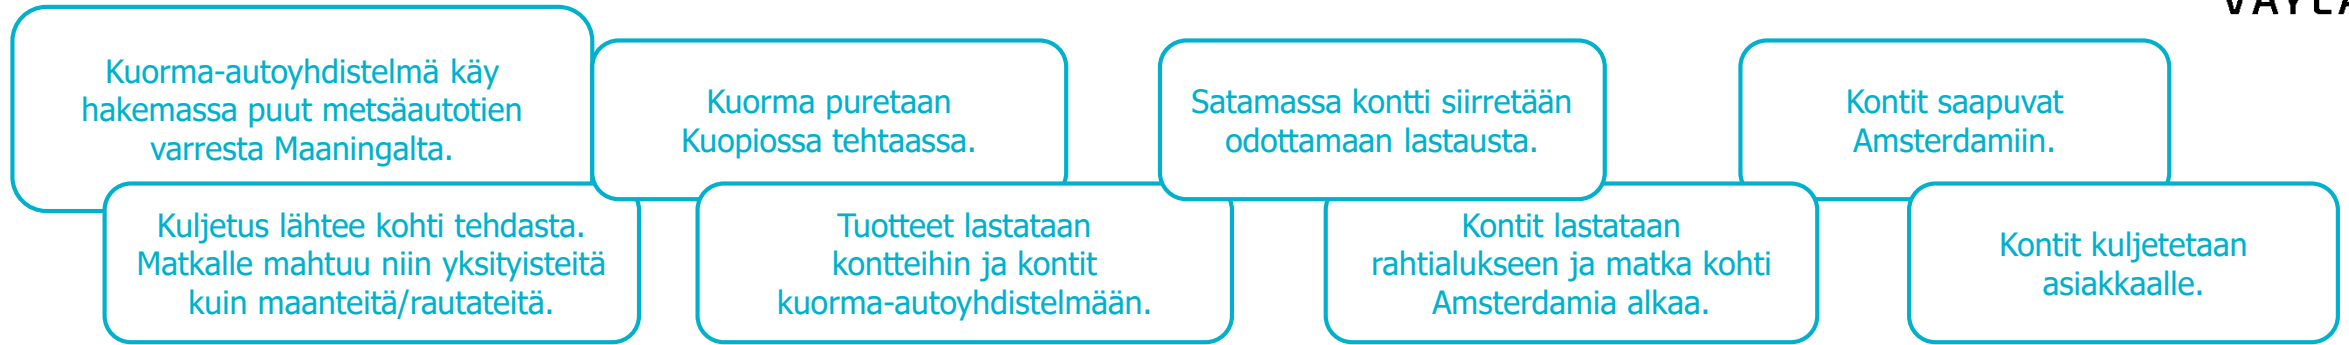 Kuorma-autoyhdistelmä käy
hakemassa puut metsäautotien
varresta Maaningalta.
Kuljetus lähtee kohti tehdasta.
Matkalle mahtuu niin yksityisteitä
kuin maanteitä/rautateitä.
Kuorma puretaan
Kuopiossa tehtaassa.
Tuotteet lastataan
kontteihin ja kontit
kuorma-autoyhdistelmään.
Satamassa kontti siirretään
odottamaan lastausta.
Kontit lastataan
rahtialukseen ja matka kohti
Amsterdamia alkaa.
Kontit saapuvat
Amsterdamiin.
Kontit kuljetetaan
asiakkaalle.